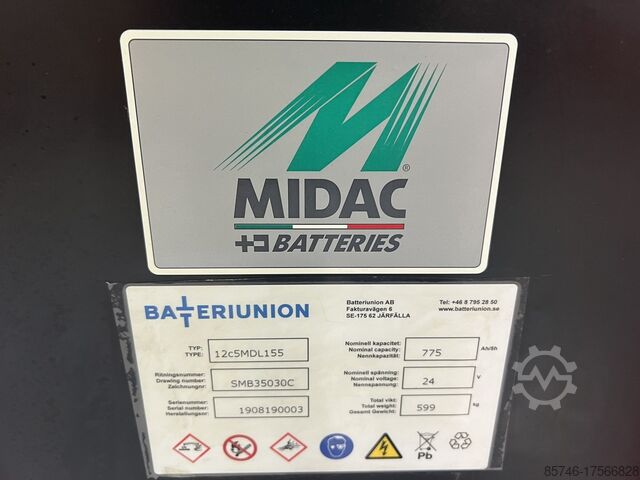 MIDAC
®
BATTERIES
BATTERIUNION
Batteriunion AB
Fakturavägen 6
SE-175 62 JÄRFÄLLA
Tel: +46 8 795 28 50
www.batteriunion.se
TYP:
TYPE:
12c5MDL155
Ritningsnummer:
Drawing number:
Zeichnungnr:
SMB35030C
Serienummer:
Serial number:
Herstellungsnr:
1908190003
Nominell kapacitet:
Nominal capacity:
Nennkapazität:
775
Ah/5h
Nominell spänning:
Nominal voltage:
Nennspannung:
24
V
Total vikt:
Total weight:
Gesamt Gewicht:
599
kg
Pb
85746-17566828